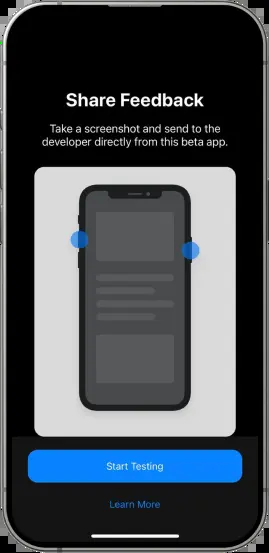 Share Feedback
Take a screenshot and send to the
developer directly from this beta app.
Start Testing
Learn More